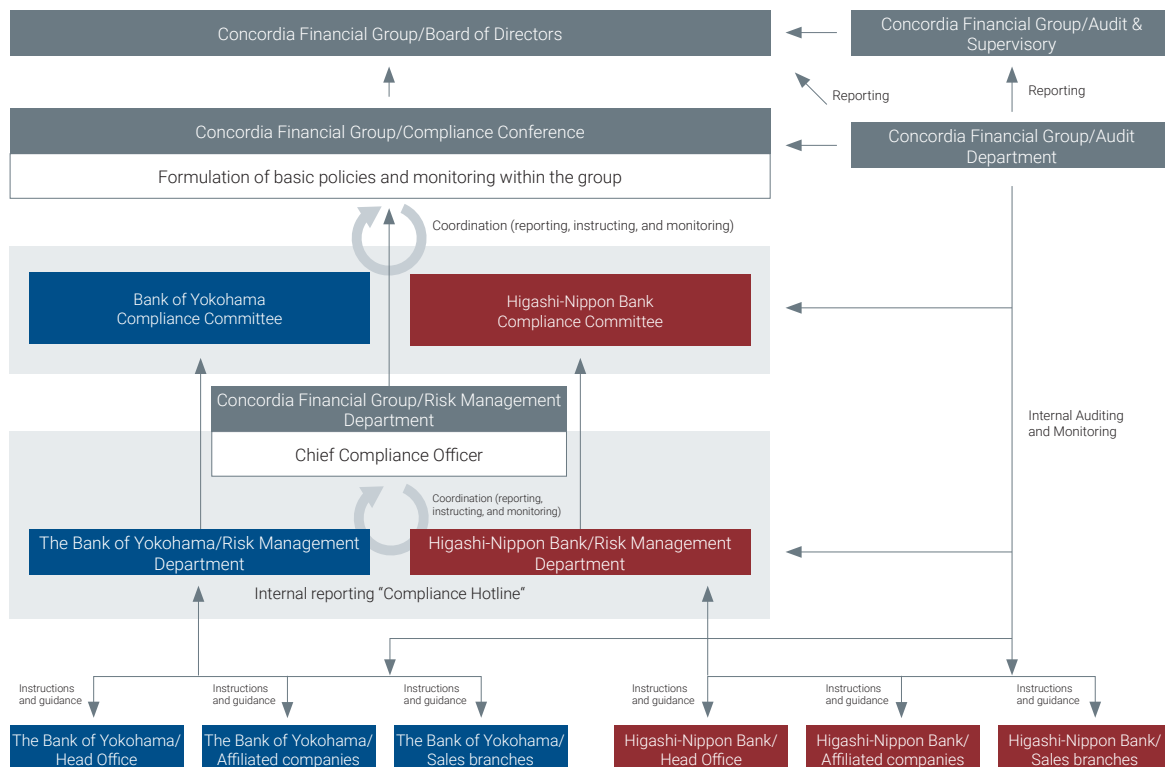 Concordia Financial Group/Board of Directors
Concordia Financial Group/Audit &
Supervisory
Reporting
Reporting
Concordia Financial Group/Compliance Conference
Formulation of basic policies and monitoring within the group
Concordia Financial Group/Audit
Department
Coordination (reporting, instructing, and monitoring)
Bank of Yokohama
Compliance Committee
Higashi-Nippon Bank
Compliance Committee
Concordia Financial Group/Risk Management
Department
Chief Compliance Officer
Internal Auditing
and Monitoring
Coordination (reporting,
instructing, and monitoring)
The Bank of Yokohama/Risk Management
Department
Higashi-Nippon Bank/Risk Management
Department
Internal reporting “Compliance Hotline“
Instructions
and guidance
Instructions
and guidance
Instructions
and guidance
Instructions
and guidance
Instructions
and guidance
Instructions
and guidance
The Bank of Yokohama/
Head Office
The Bank of Yokohama/
Affiliated companies
The Bank of Yokohama/
Sales branches
Higashi-Nippon Bank/
Head Office
Higashi-Nippon Bank/
Affiliated companies
Higashi-Nippon Bank/
Sales branches